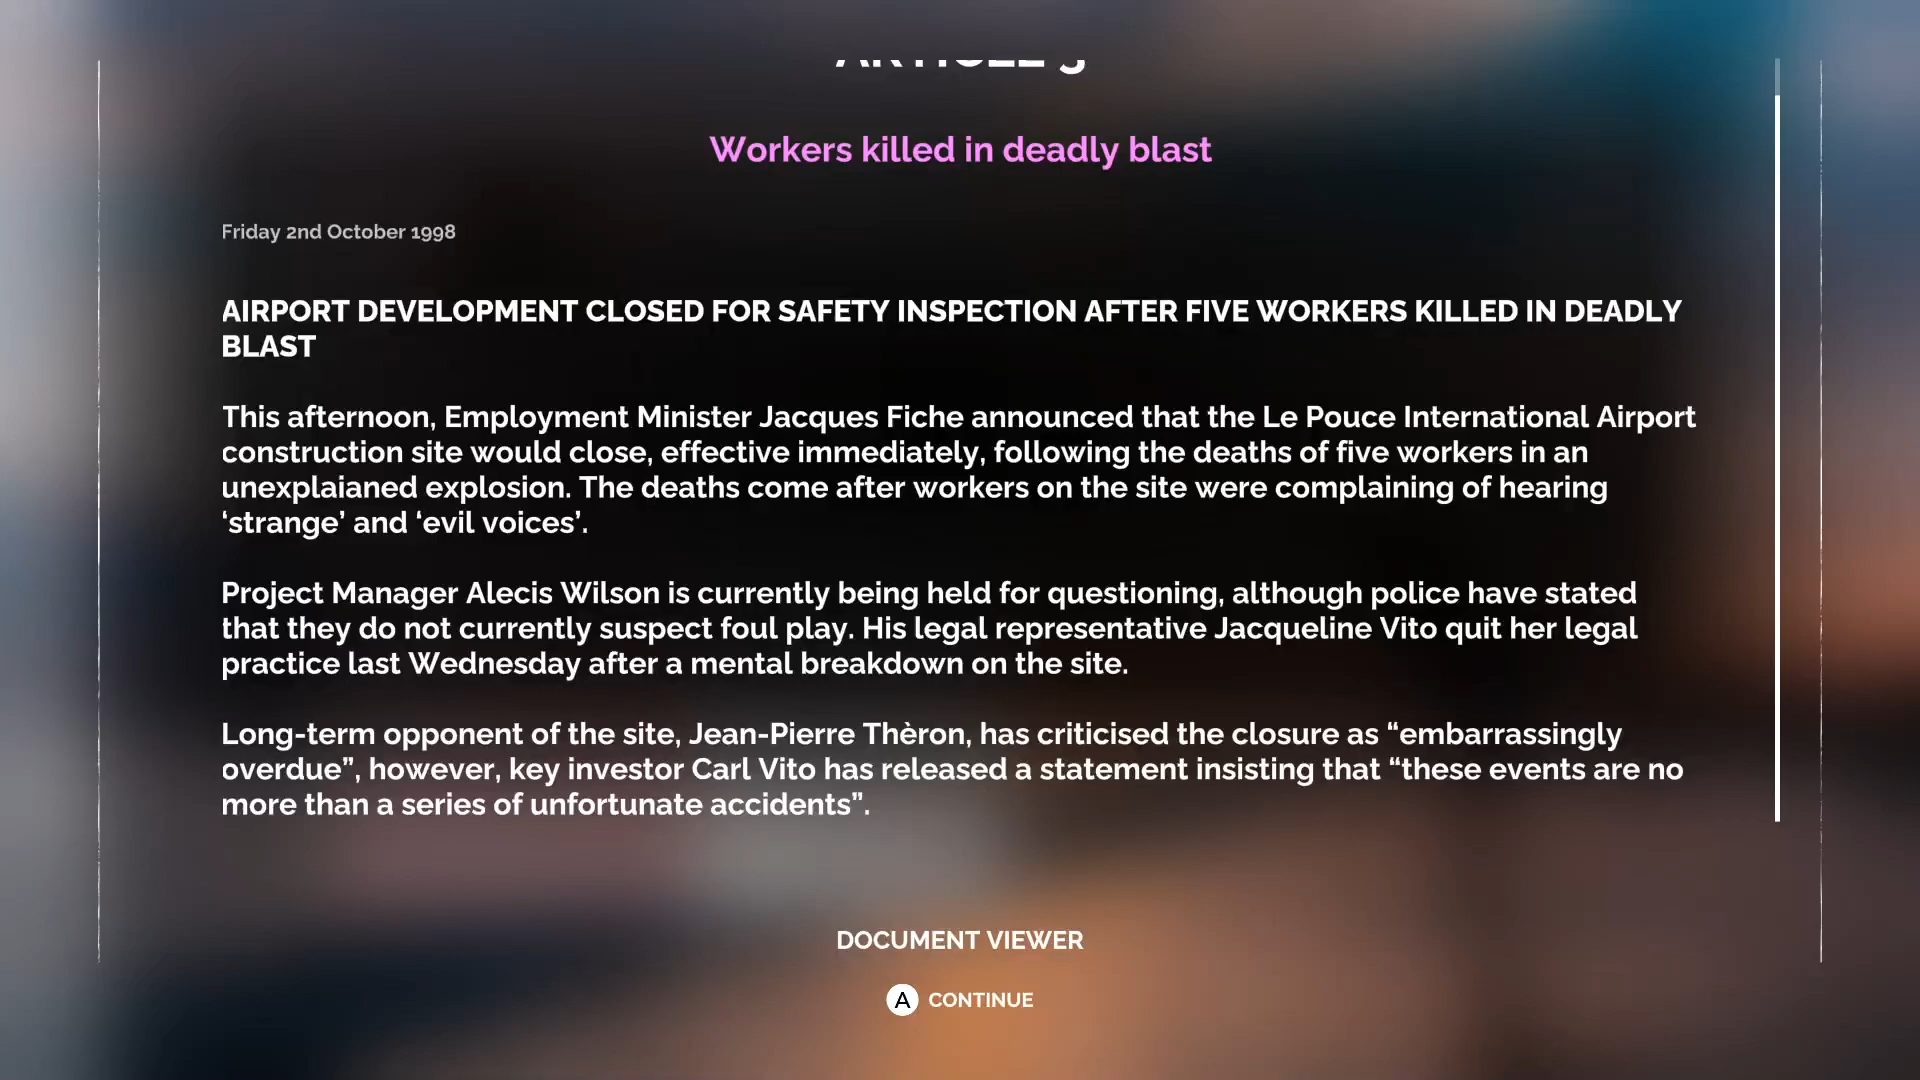 ARTICLE 3
Workers killed in deadly blast
Friday 2nd October 1998
AIRPORT DEVELOPMENT CLOSED FOR SAFETY INSPECTION AFTER FIVE WORKERS KILLED IN DEADLY
BLAST
This afternoon, Employment Minister Jacques Fiche announced that the Le Pouce International Airport
construction site would close, effective immediately, following the deaths of five workers in an
unexplaianed explosion. The deaths come after workers on the site were complaining of hearing
‘strange’ and ‘evil voices’.
Project Manager Alecis Wilson is currently being held for questioning, although police have stated
that they do not currently suspect foul play. His legal representative Jacqueline Vito quit her legal
practice last Wednesday after a mental breakdown on the site.
Long-term opponent of the site, Jean-Pierre Thèron, has criticised the closure as “embarrassingly
overdue”, however, key investor Carl Vito has released a statement insisting that “these events are no
more than a series of unfortunate accidents”.
DOCUMENT VIEWER
A CONTINUE